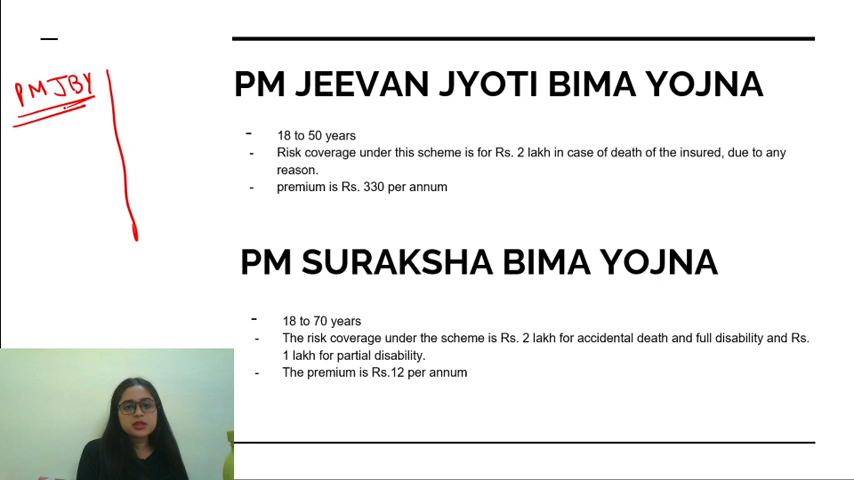 PMJBY
PM JEEVAN JYOTI BIMA YOJNA
- 18 to 50 years
- Risk coverage under this scheme is for Rs. 2 lakh in case of death of the insured, due to any
reason.
- premium is Rs. 330 per annum
PM SURAKSHA BIMA YOJNA
- 18 to 70 years
- The risk coverage under the scheme is Rs. 2 lakh for accidental death and full disability and Rs.
1 lakh for partial disability.
- The premium is Rs.12 per annum